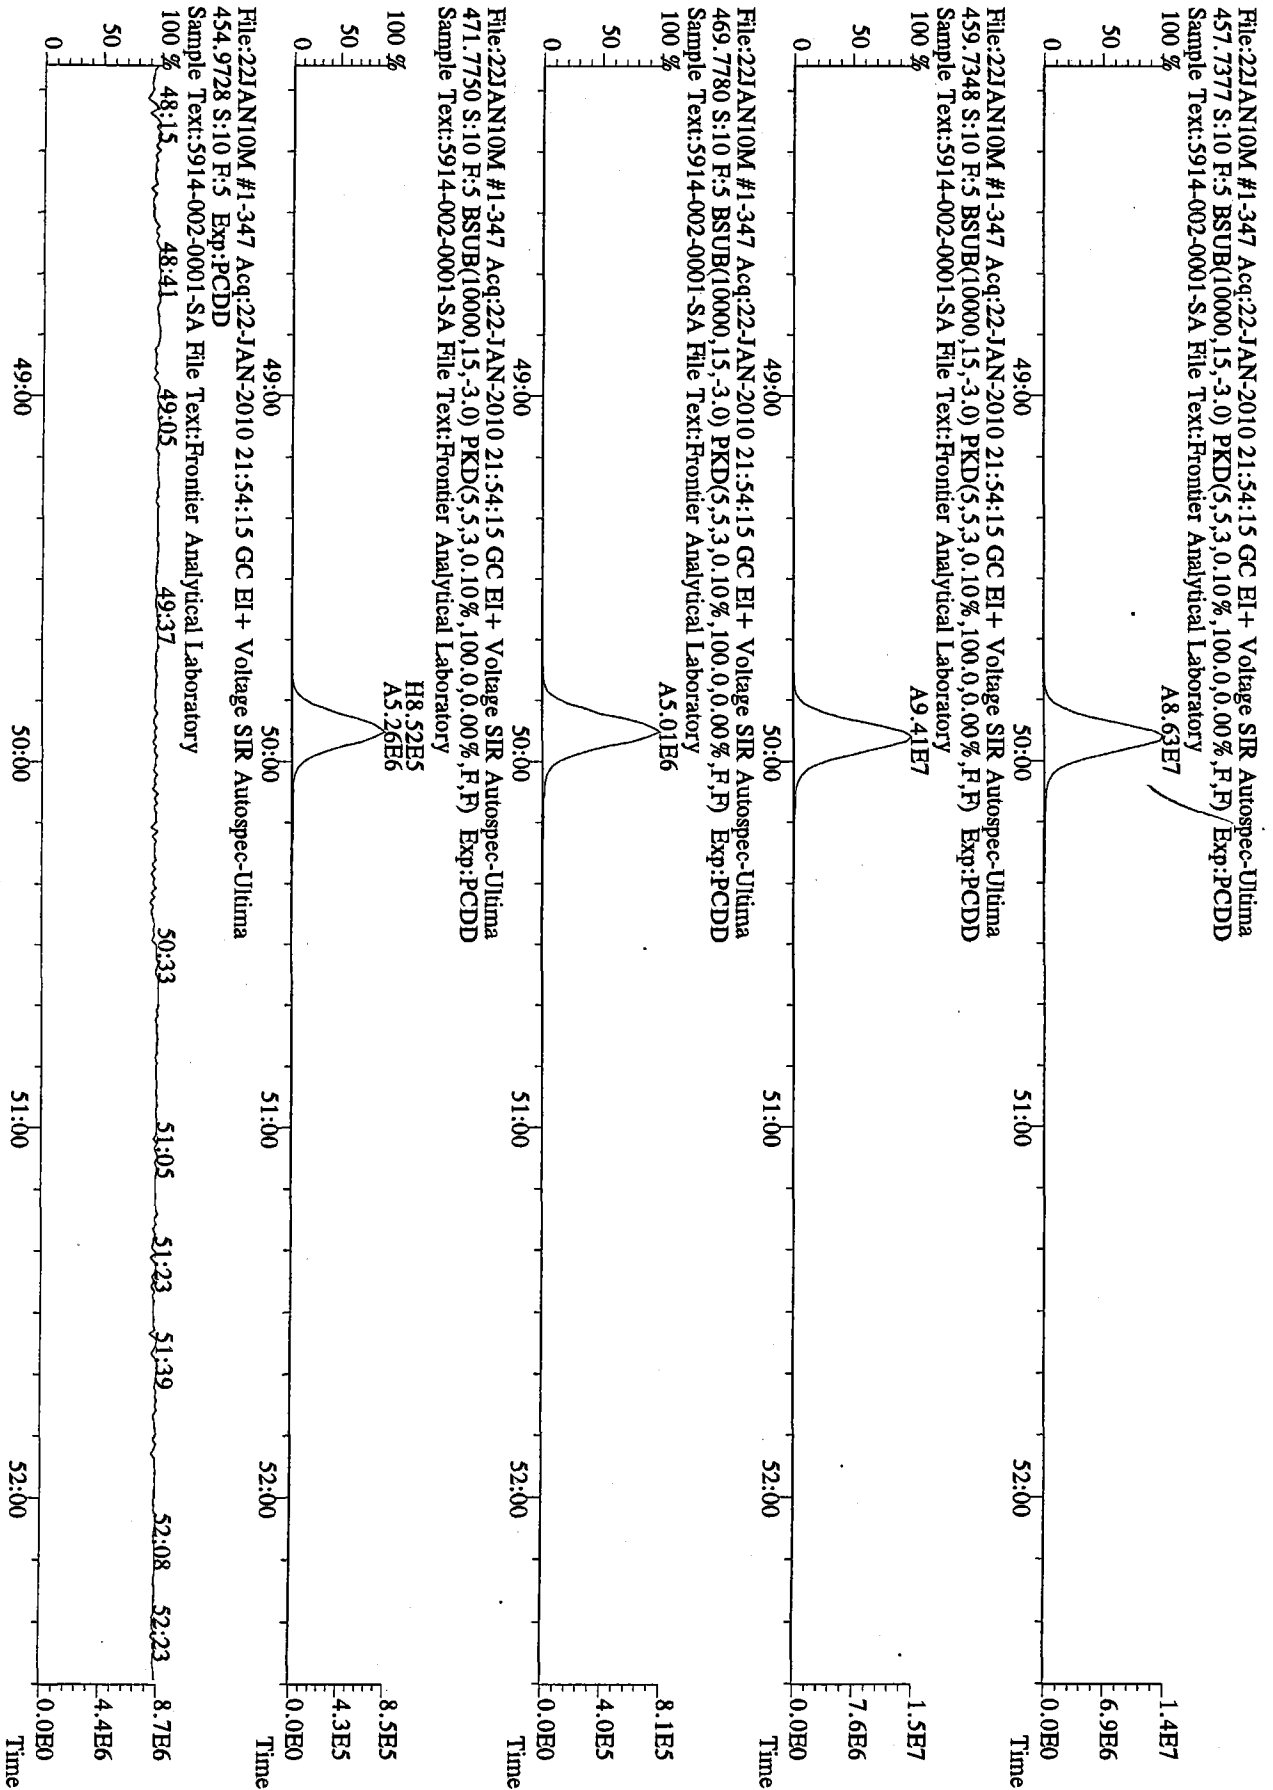 File:22JAN10M #1-347 Acq:22-JAN-2010 21:54:15 GC EI+ Voltage SIR Autospec-Ultima
457.7377 S:10 F:5 BSUB(10000,15,-3.0) PKD(5,5,3,0.10%,100.0,0.00%,F,F) Exp:PCDD
Sample Text:5914-002-0001-SA File Text:Frontier Analytical Laboratory
100 %
A8.63E7
1.4E7
50
6.9E6
0
0.0E0
49:00
50:00
51:00
52:00
Time
File:22JAN10M #1-347 Acq:22-JAN-2010 21:54:15 GC EI+ Voltage SIR Autospec-Ultima
459.7348 S:10 F:5 BSUB(10000,15,-3.0) PKD(5,5,3,0.10%,100.0,0.00%,F,F) Exp:PCDD
Sample Text:5914-002-0001-SA File Text:Frontier Analytical Laboratory
100 %
A9.41E7
1.5E7
50
7.6E6
0
0.0E0
49:00
50:00
51:00
52:00
Time
File:22JAN10M #1-347 Acq:22-JAN-2010 21:54:15 GC EI+ Voltage SIR Autospec-Ultima
469.7780 S:10 F:5 BSUB(10000,15,-3.0) PKD(5,5,3,0.10%,100.0,0.00%,F,F) Exp:PCDD
Sample Text:5914-002-0001-SA File Text:Frontier Analytical Laboratory
100 %
A5.01E6
8.1E5
50
4.0E5
0
0.0E0
49:00
50:00
51:00
52:00
Time
File:22JAN10M #1-347 Acq:22-JAN-2010 21:54:15 GC EI+ Voltage SIR Autospec-Ultima
471.7750 S:10 F:5 BSUB(10000,15,-3.0) PKD(5,5,3,0.10%,100.0,0.00%,F,F) Exp:PCDD
Sample Text:5914-002-0001-SA File Text:Frontier Analytical Laboratory
H8.52E5
100 %
A5.26E6
8.5E5
50
4.3E5
0
0.0E0
49:00
50:00
51:00
52:00
Time
File:22JAN10M #1-347 Acq:22-JAN-2010 21:54:15 GC EI+ Voltage SIR Autospec-Ultima
454.9728 S:10 F:5 Exp:PCDD
Sample Text:5914-002-0001-SA File Text:Frontier Analytical Laboratory
100 % 48:15 48:41 49:05 49:37 50:33 51:05 51:23 51:39 52:08 52:23 8.7E6
50
4.4E6
0
0.0E0
49:00
50:00
51:00
52:00
Time